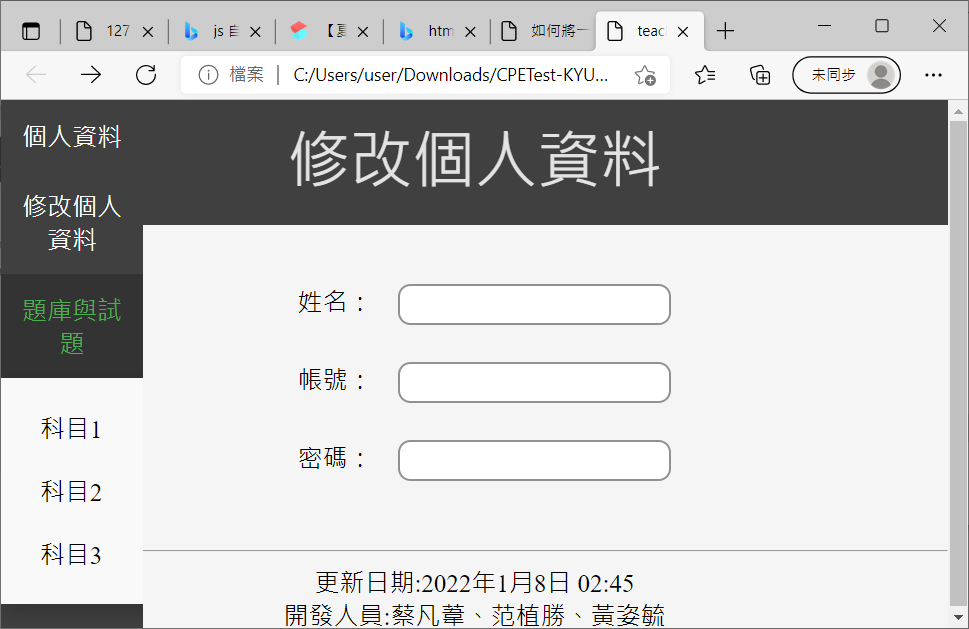 127
js 自
【夏
htm
如何將一
teac
檔案
C:/Users/user/Downloads/CPETest-KYU...
未同步
個人資料
修改個人
資料
題庫與試
題
科目1
科目2
科目3
修改個人資料
姓名：
帳號：
密碼：
更新日期:2022年1月8日 02:45
開發人員:蔡凡葦、范植勝、黃姿毓